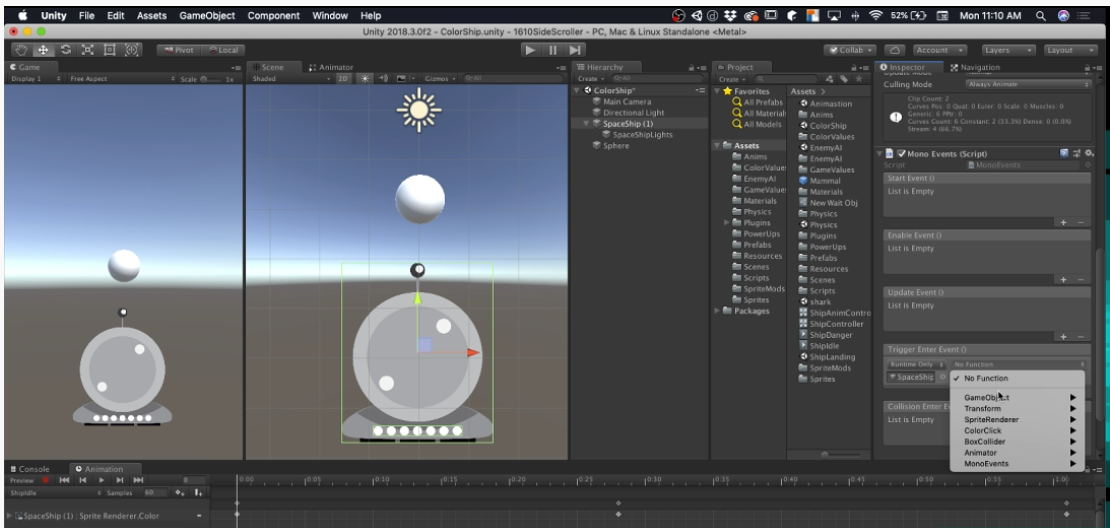 Unity File Edit Assets GameObject Component Window Help 52% Mon 11:10 AM
Unity 2018.3.0f2 - ColorShip.unity - 1610SideScroller - PC, Mac & Linux Standalone <Metal>
Pivot Local Collab Account Layers Layout
Game Scene Animator Hierarchy Project Inspector Navigation
Display 1 Free Aspect Scale 1x Shaded 2D Gizmos Create Create
Culling Mode Always Animate
Clip Count: 2
Curves Pos: 0 Quat: 0 Euler: 0 Scale: 0 Muscles: 0
Generic: 6 PPtr: 0
Curves Count: 6 Constant: 2 (33.3%) Dense: 0 (0.0%)
Stream: 4 (66.7%)
ColorShip*
Main Camera
Directional Light
SpaceShip (1)
SpaceShipLights
Sphere
Favorites
All Prefabs
All Material
All Models
Assets
Anims
ColorValue
EnemyAI
GameValue
Materials
Physics
Plugins
PowerUps
Prefabs
Resources
Scenes
Scripts
SpriteMods
Sprites
Packages
Assets >
Animastion
Anims
ColorShip
ColorValues
EnemyAI
EnemyAI
GameValues
Mammal
Materials
New Wait Obj
Physics
Physics
Plugins
PowerUps
Prefabs
Resources
Scenes
Scripts
shark
ShipAnimContro
ShipController
ShipDanger
ShipIdle
ShipLanding
SpriteMods
Sprites
Mono Events (Script)
Script MonoEvents
Start Event ()
List is Empty
Enable Event ()
List is Empty
Update Event ()
List is Empty
Trigger Enter Event ()
Runtime Only No Function
SpaceShip
Collision Enter E
List is Empty
✓ No Function
GameObject
Transform
SpriteRenderer
ColorClick
BoxCollider
Animator
MonoEvents
Console Animation
Preview 0 0:00 0:05 0:10 0:15 0:20 0:25 0:30 0:35 0:40 0:45 0:50 0:55 1:00
ShipIdle Samples 60
SpaceShip (1) : Sprite Renderer.Color